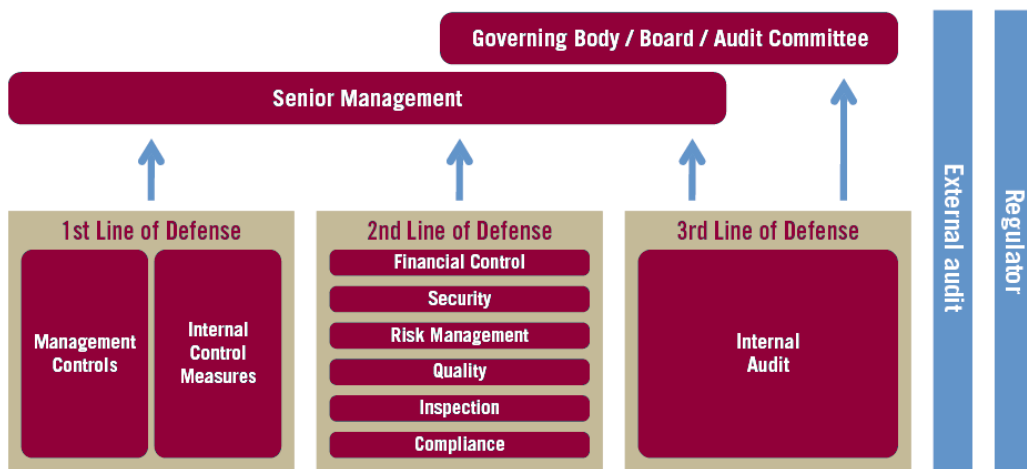 Governing Body / Board / Audit Committee
Senior Management
1st Line of Defense
Management
Controls
Internal
Control
Measures
2nd Line of Defense
Financial Control
Security
Risk Management
Quality
Inspection
Compliance
3rd Line of Defense
Internal
Audit
External audit
Regulator